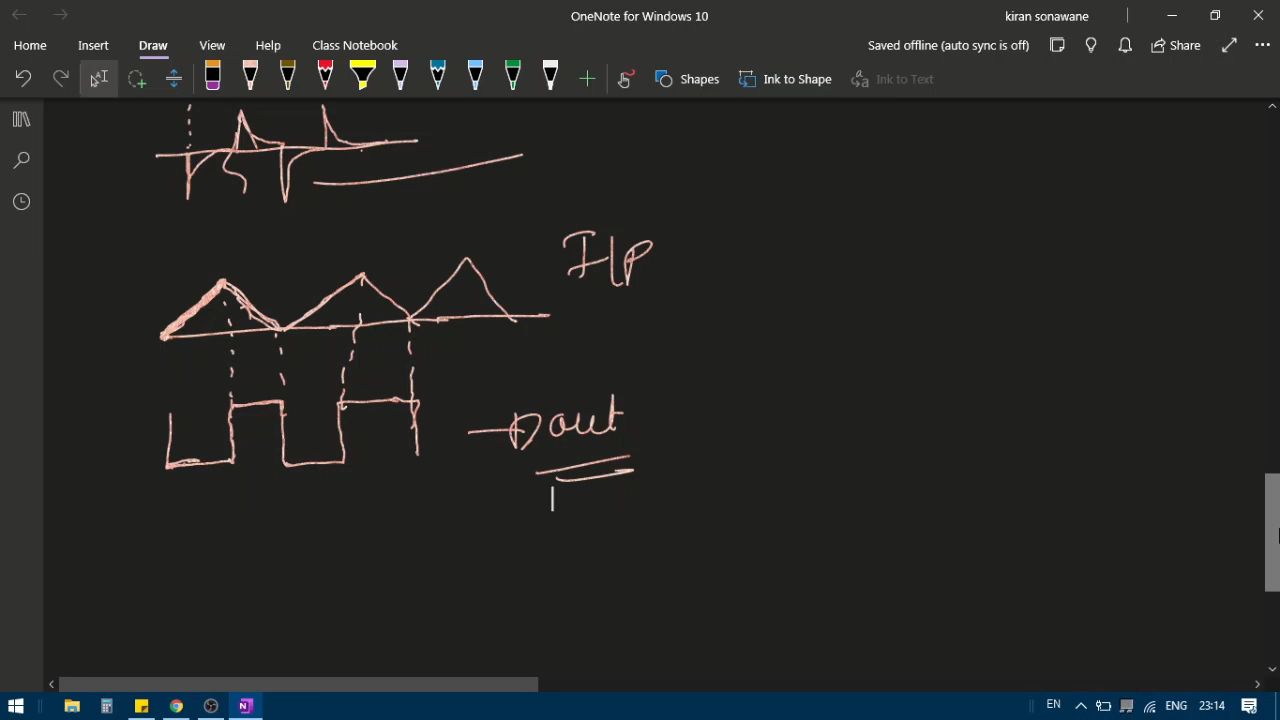 OneNote for Windows 10
kiran sonawane
Home Insert Draw View Help Class Notebook
Saved offline (auto sync is off)
Share
Shapes
Ink to Shape
Ink to Text
I/P
out
EN
ENG
23:14